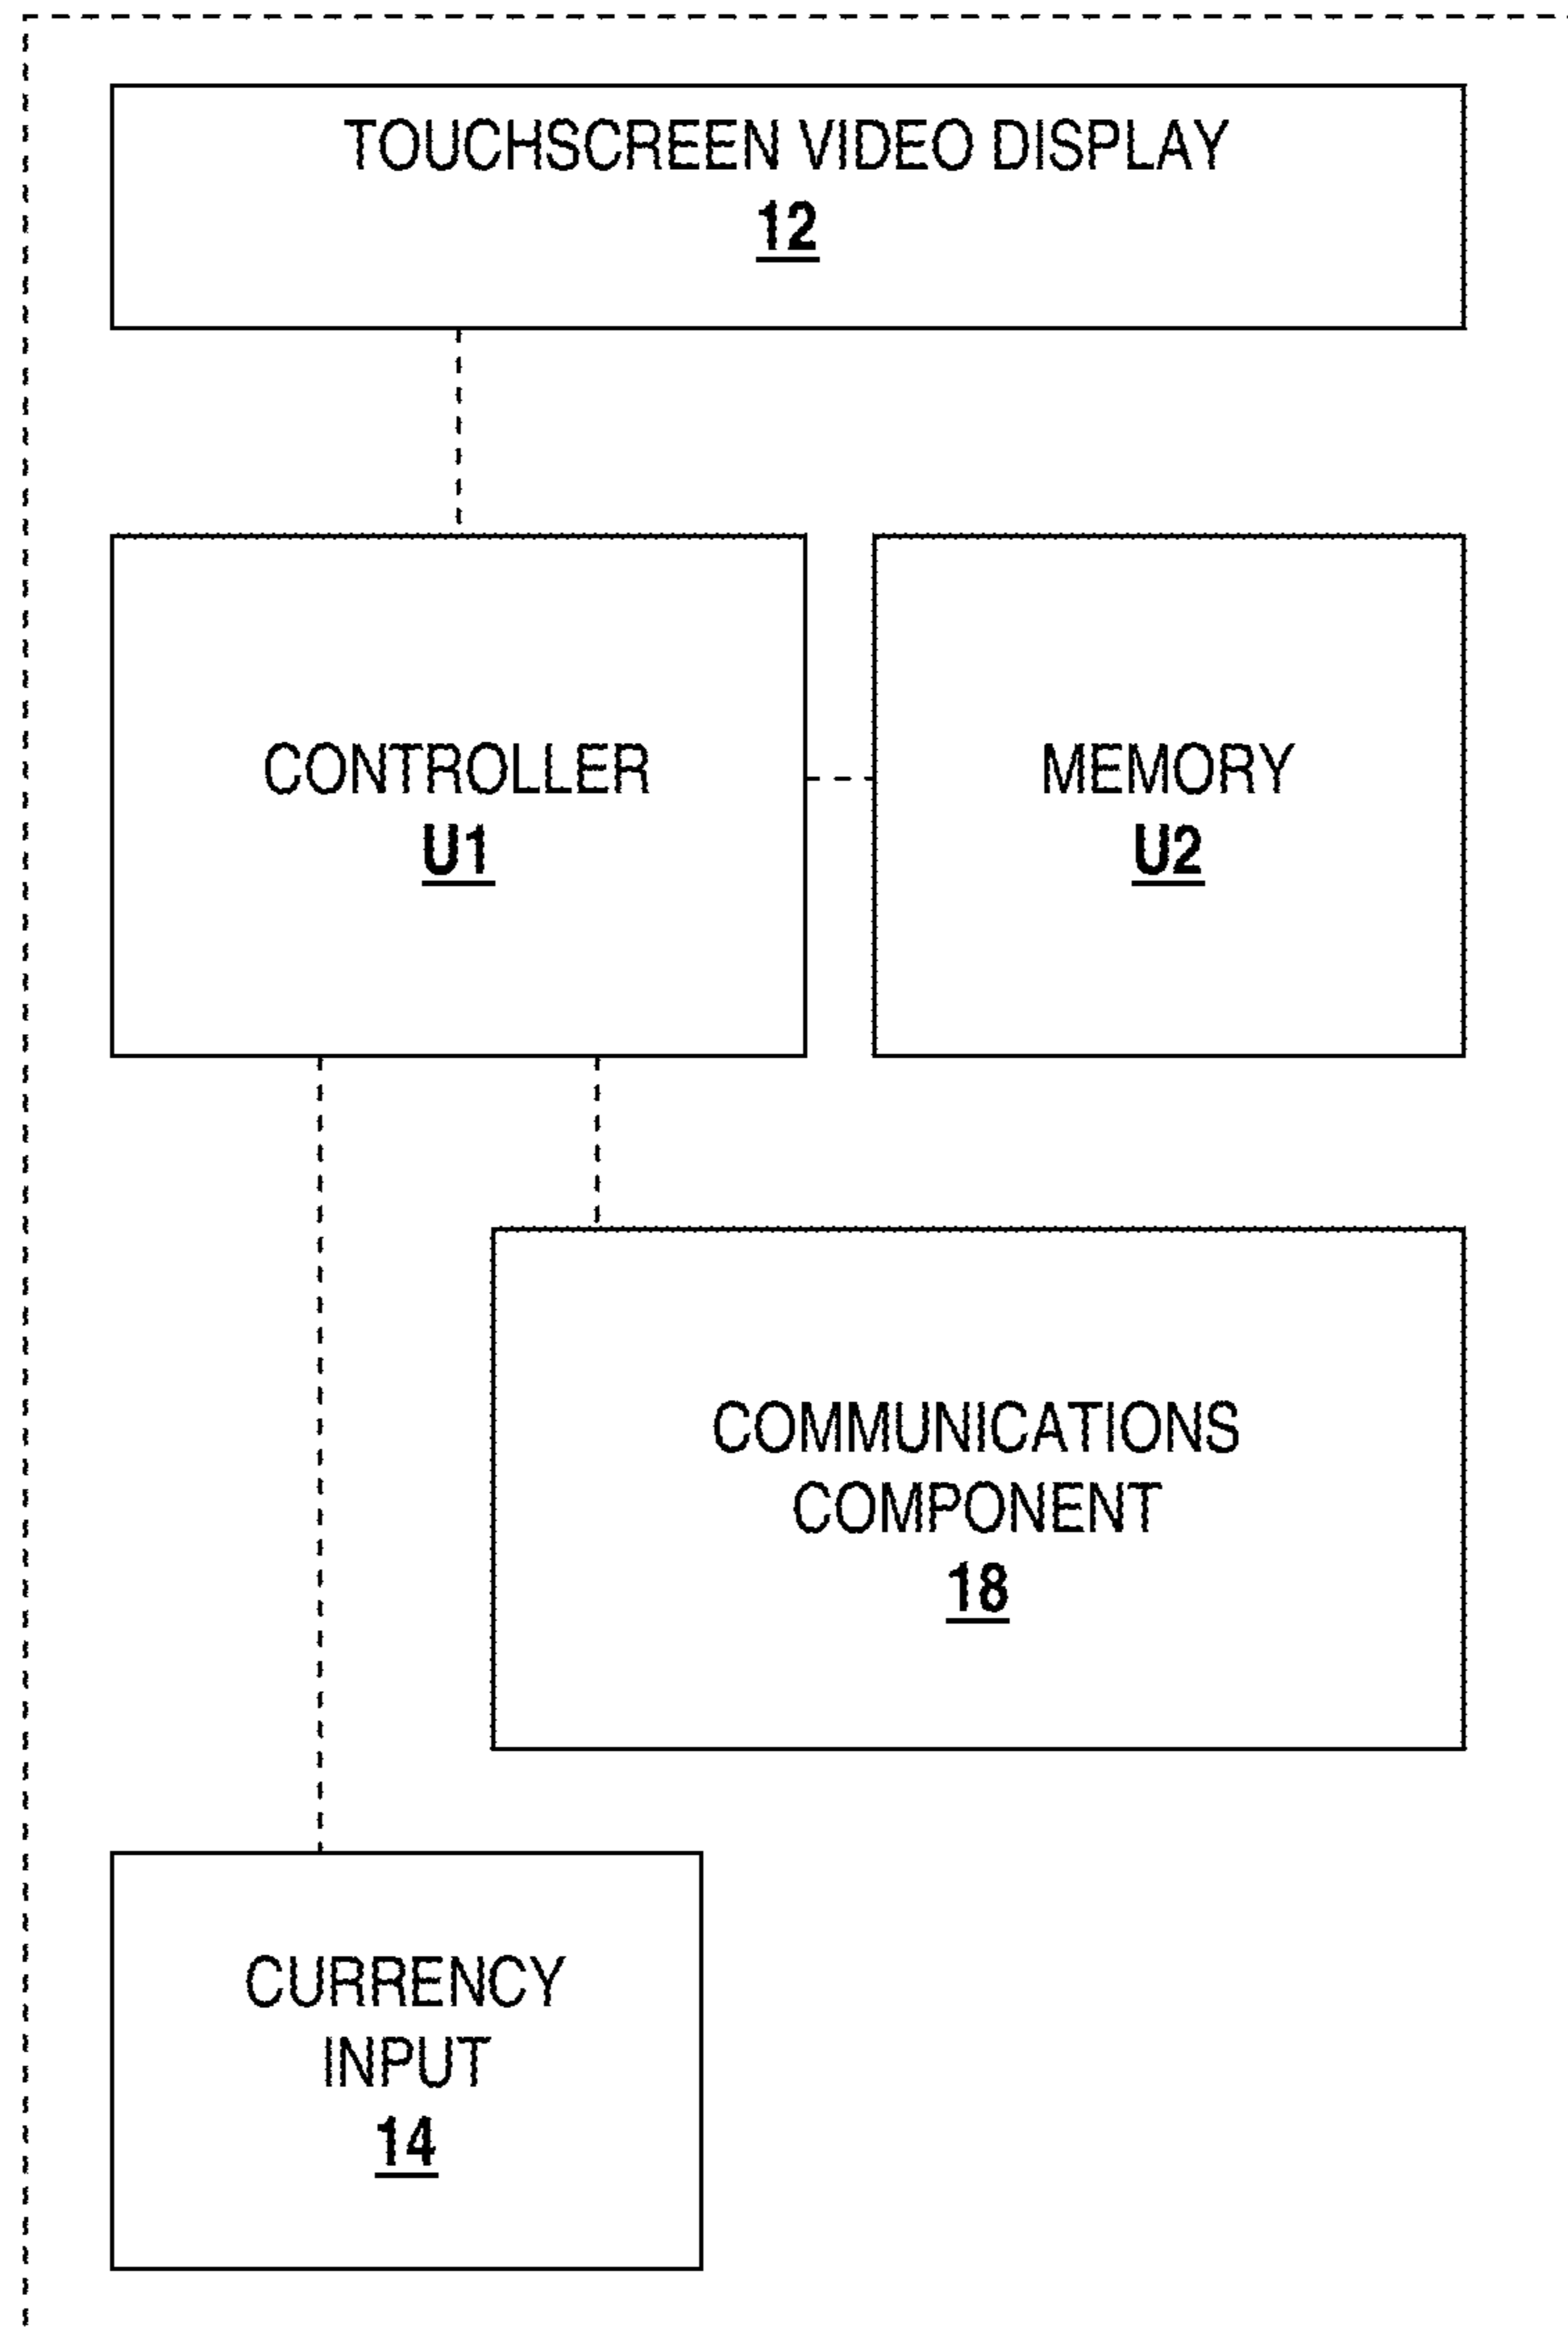 TOUCHSCREEN VIDEO DISPLAY
12
CONTROLLER
U1
MEMORY
U2
COMMUNICATIONS
COMPONENT
18
CURRENCY
INPUT
14